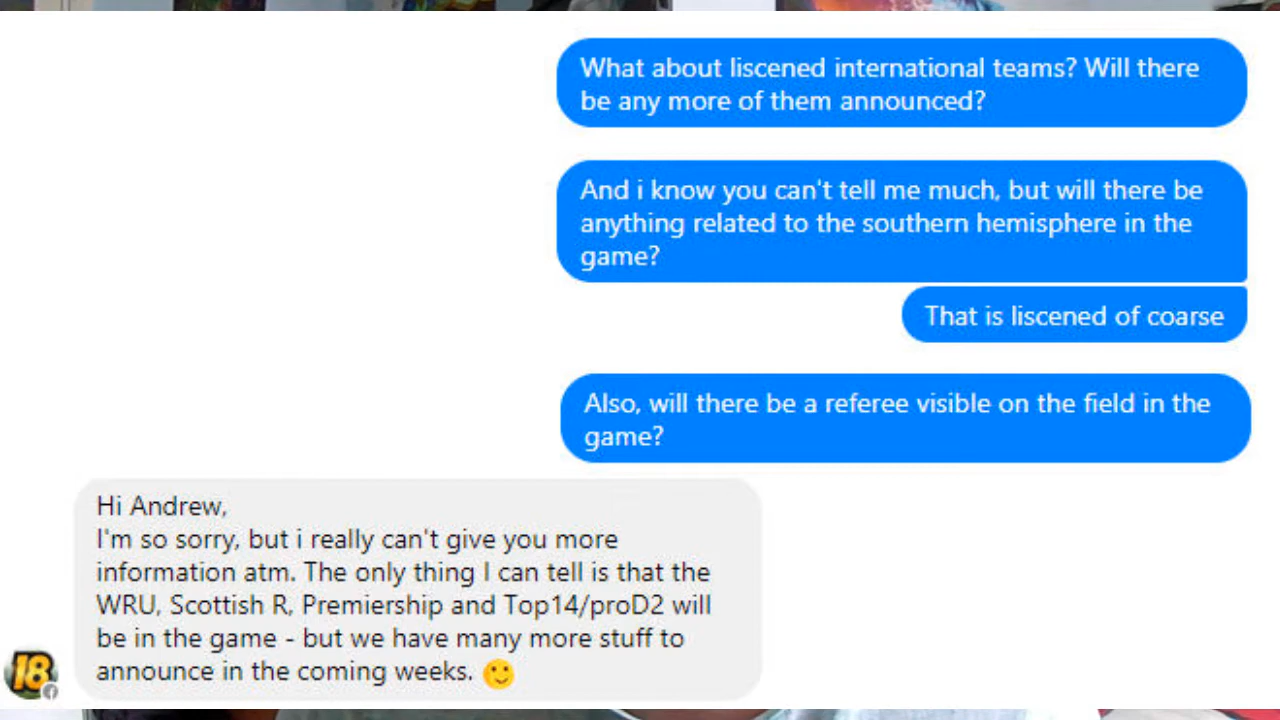 What about liscened international teams? Will there
be any more of them announced?
And i know you can't tell me much, but will there be
anything related to the southern hemisphere in the
game?
That is liscened of coarse
Also, will there be a referee visible on the field in the
game?
Hi Andrew,
I'm so sorry, but i really can't give you more
information atm. The only thing I can tell is that the
WRU, Scottish R, Premiership and Top14/proD2 will
be in the game - but we have many more stuff to
announce in the coming weeks. 🙂
18